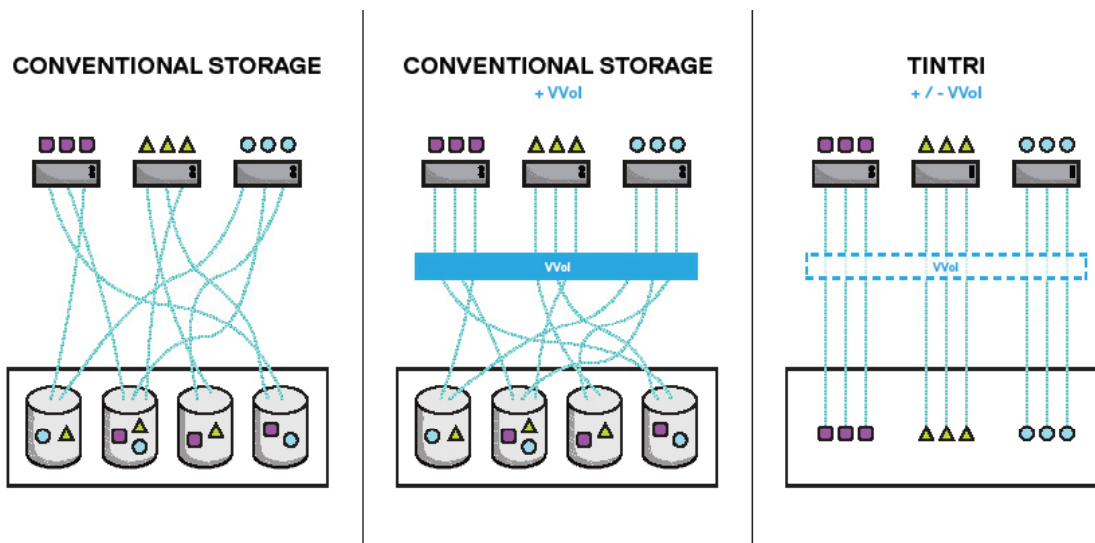 CONVENTIONAL STORAGE
CONVENTIONAL STORAGE
+ VVol
VVol
TINTRI
+ / - VVol
VVol